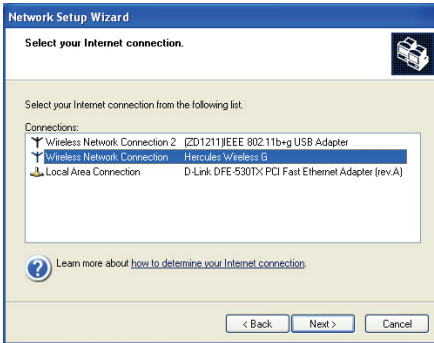 Network Setup Wizard
Select your Internet connection.
Select your Internet connection from the following list.
Connections:
Wireless Network Connection 2 (ZD1211)IEEE 802.11b+g USB Adapter
Wireless Network Connection Hercules Wireless G
Local Area Connection D-Link DFE-530TX PCI Fast Ethernet Adapter (rev.A)
Learn more about how to determine your Internet connection.
< Back Next > Cancel